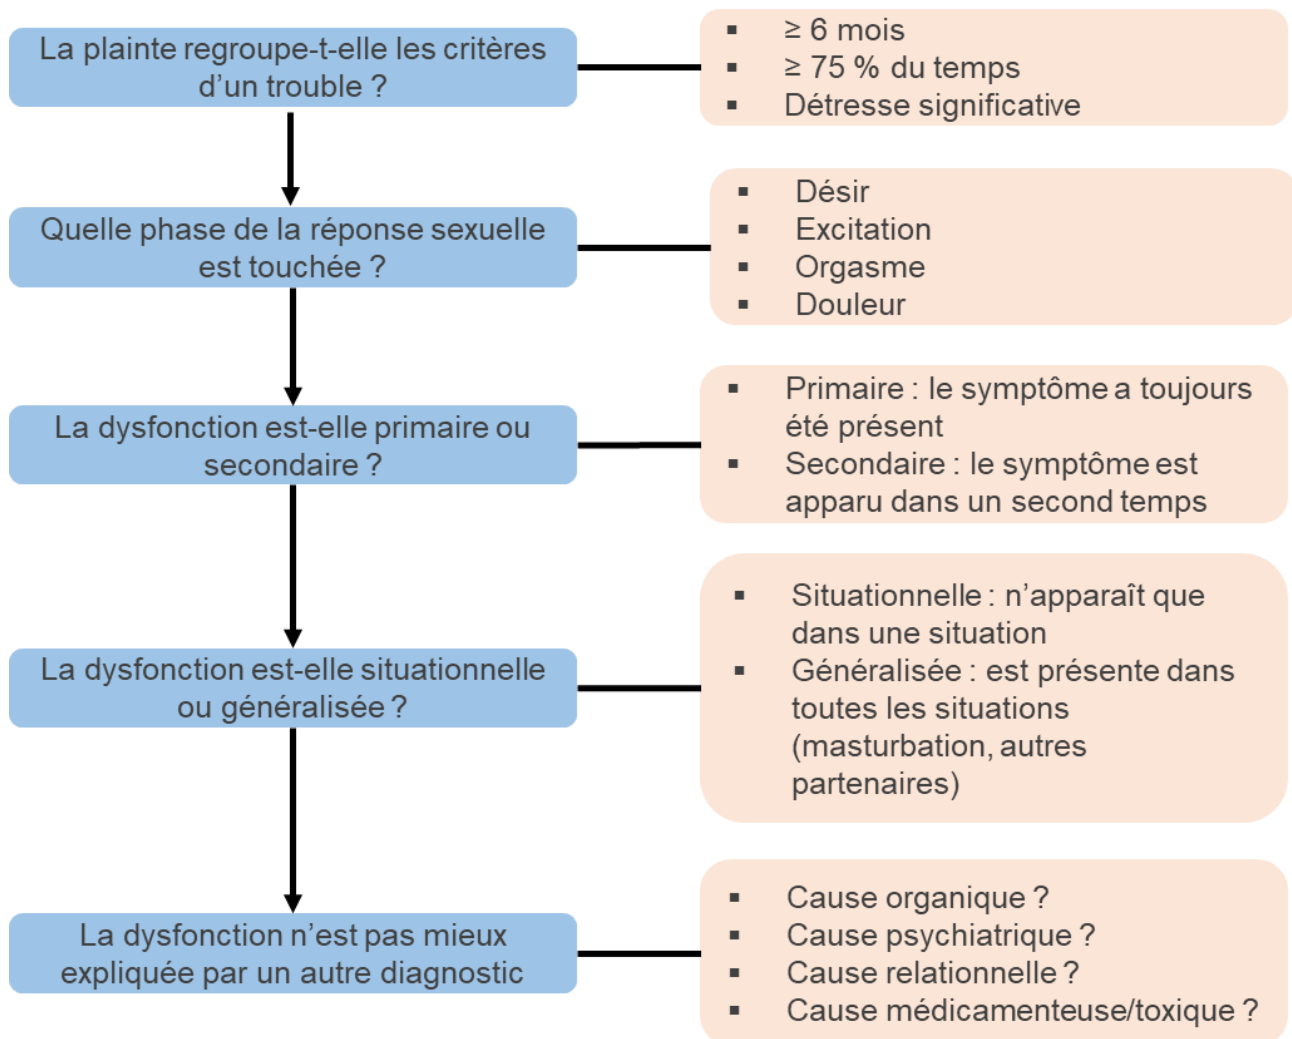 La plainte regroupe-t-elle les critères
d’un trouble ?
▪ ≥ 6 mois
▪ ≥ 75 % du temps
▪ Détresse significative
Quelle phase de la réponse sexuelle
est touchée ?
▪ Désir
▪ Excitation
▪ Orgasme
▪ Douleur
La dysfonction est-elle primaire ou
secondaire ?
▪ Primaire : le symptôme a toujours
été présent
▪ Secondaire : le symptôme est
apparu dans un second temps
La dysfonction est-elle situationnelle
ou généralisée ?
▪ Situationnelle : n’apparaît que
dans une situation
▪ Généralisée : est présente dans
toutes les situations
(masturbation, autres
partenaires)
La dysfonction n’est pas mieux
expliquée par un autre diagnostic
▪ Cause organique ?
▪ Cause psychiatrique ?
▪ Cause relationnelle ?
▪ Cause médicamenteuse/toxique ?